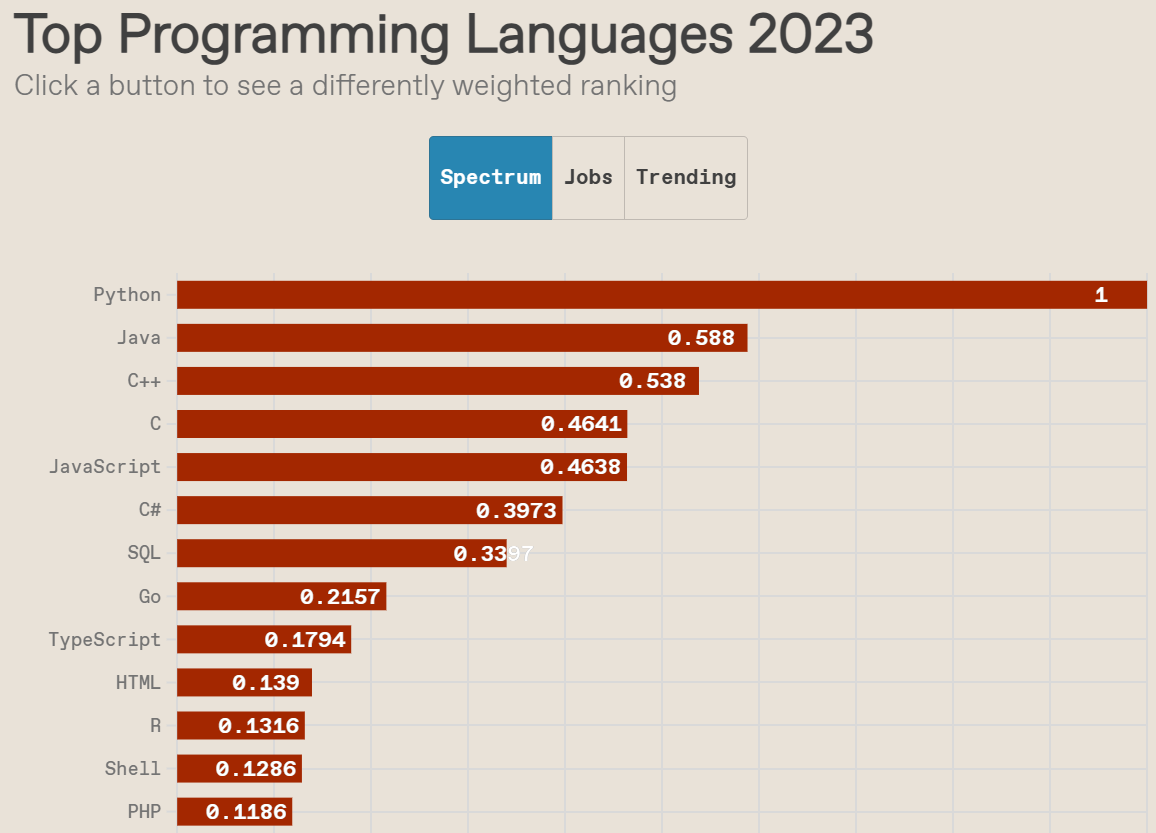 Top Programming Languages 2023
Click a button to see a differently weighted ranking
Spectrum Jobs Trending
Python 1
Java 0.588
C++ 0.538
C 0.4641
JavaScript 0.4638
C# 0.3973
SQL 0.3397
Go 0.2157
TypeScript 0.1794
HTML 0.139
R 0.1316
Shell 0.1286
PHP 0.1186